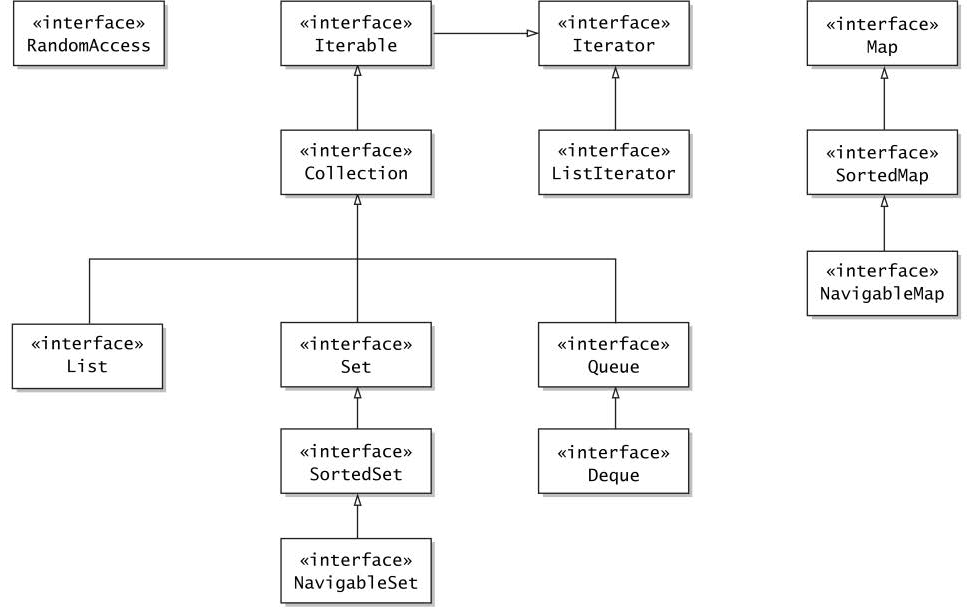 «interface»
RandomAccess
«interface»
Iterable
«interface»
Iterator
«interface»
Map
«interface»
Collection
«interface»
ListIterator
«interface»
SortedMap
«interface»
NavigableMap
«interface»
List
«interface»
Set
«interface»
Queue
«interface»
SortedSet
«interface»
Deque
«interface»
NavigableSet